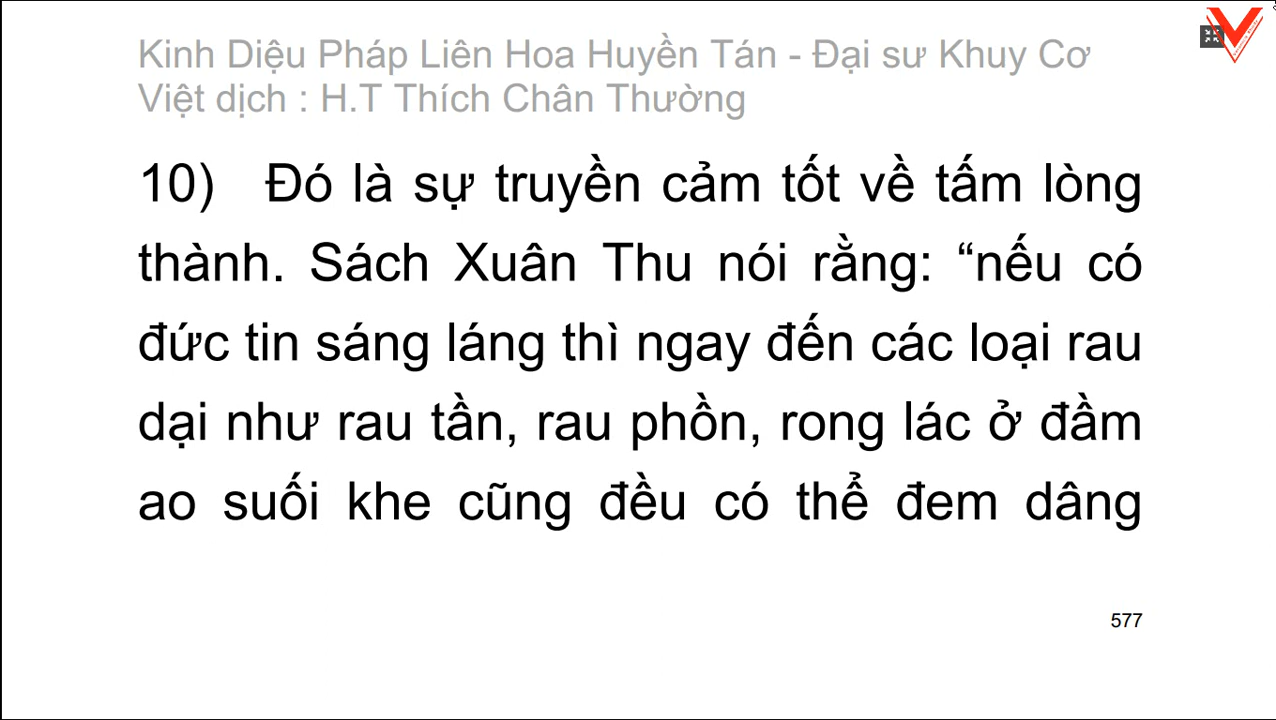 Kinh Diệu Pháp Liên Hoa Huyền Tán - Đại sư Khuy Cơ
Việt dịch : H.T Thích Chân Thường
10) Đó là sự truyền cảm tốt về tấm lòng
thành. Sách Xuân Thu nói rằng: “nếu có
đức tin sáng láng thì ngay đến các loại rau
dại như rau tần, rau phồn, rong lác ở đầm
ao suối khe cũng đều có thể đem dâng
577